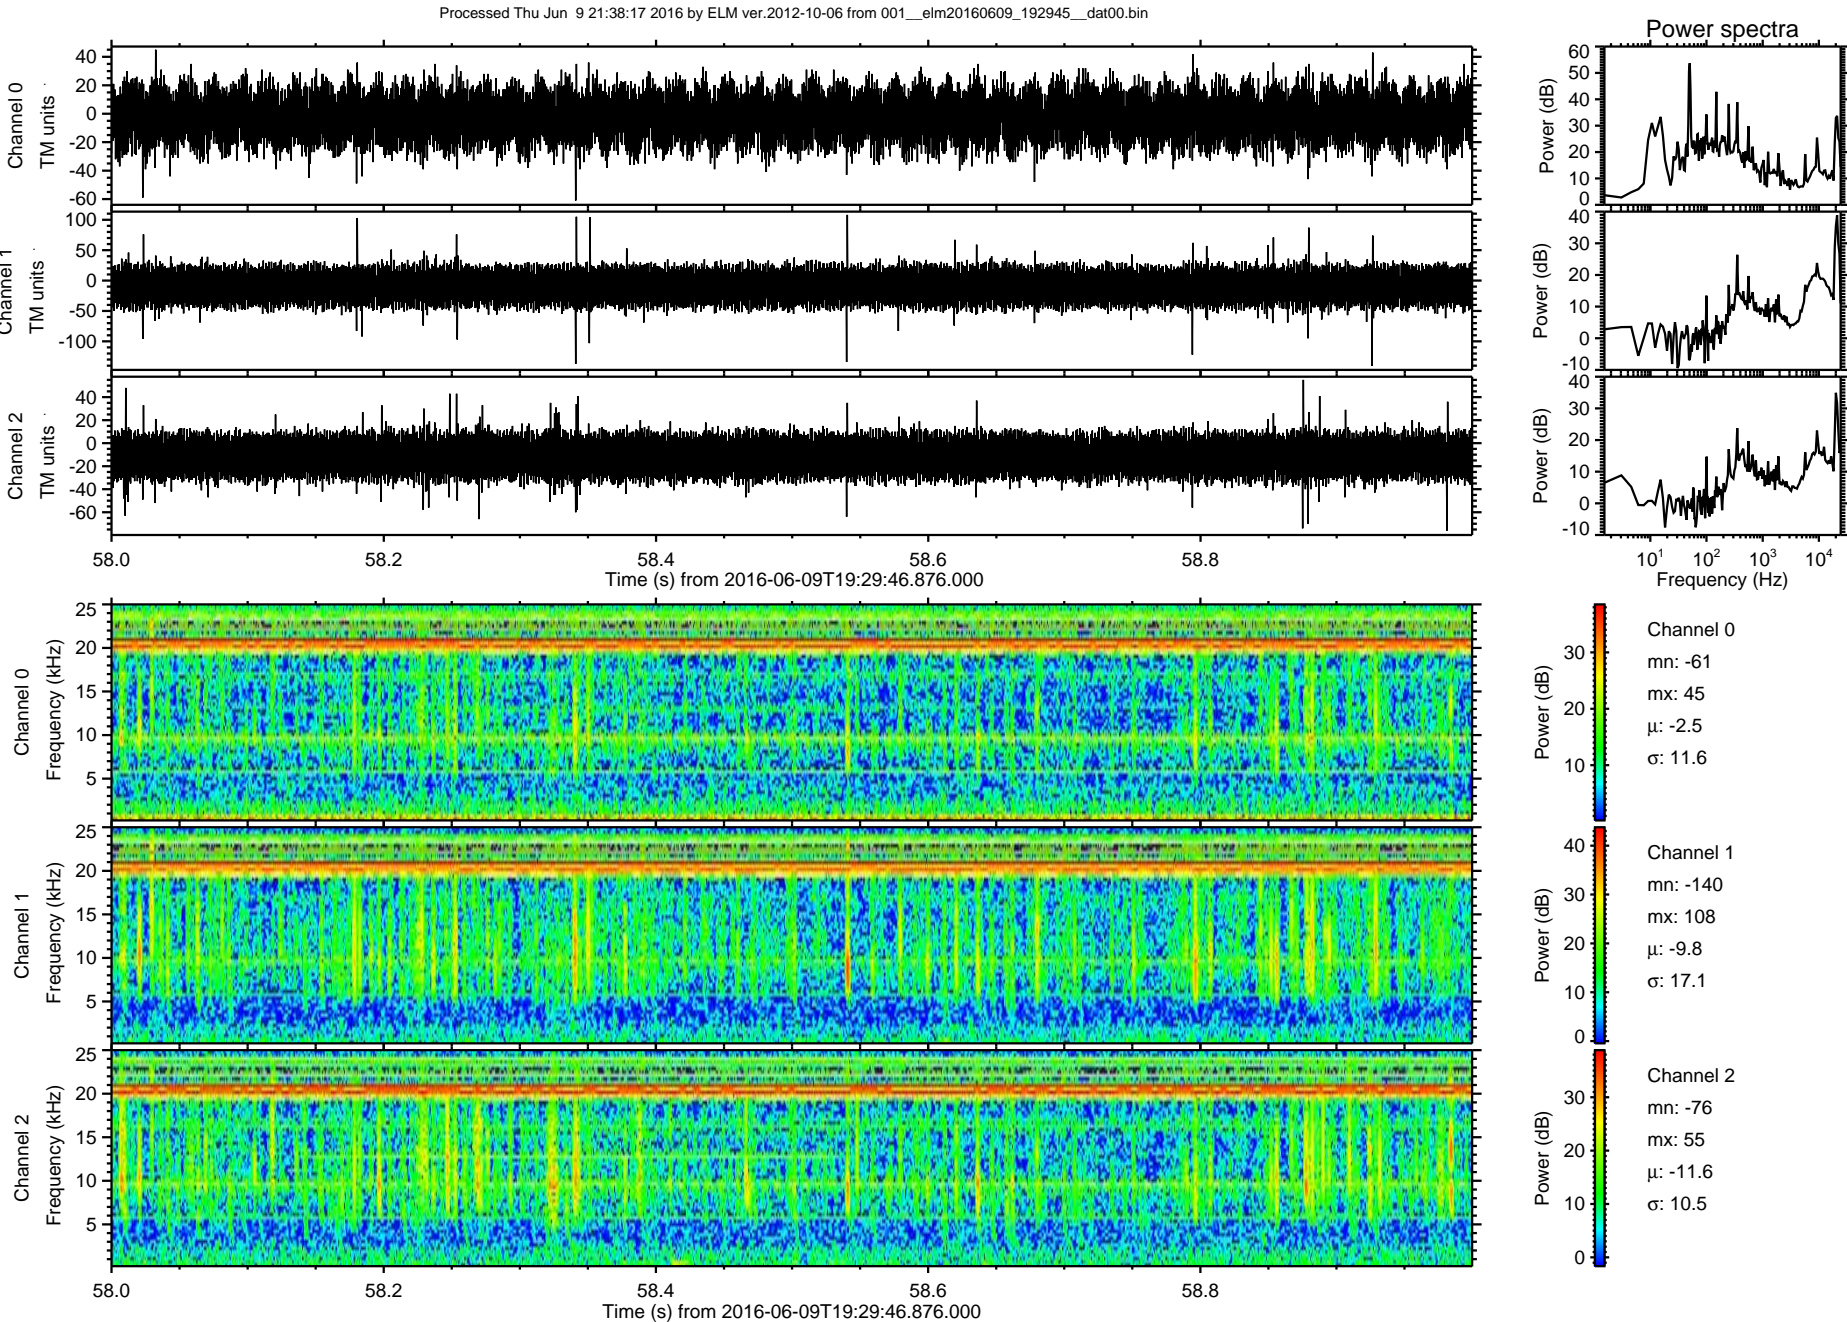 Processed Thu Jun  9 21:38:17 2016 by ELM ver.2012-10-06 from 001__elm20160609_192945__dat00.bin
Power spectra
Channel 0
TM units
40
20
0
-20
-40
-60
Power (dB)
60
50
40
30
20
10
0
Channel 1
TM units
100
50
0
-50
-100
Power (dB)
40
30
20
10
0
-10
Channel 2
TM units
40
20
0
-20
-40
-60
Power (dB)
40
30
20
10
0
-10
58.0 58.2 58.4 58.6 58.8
Time (s) from 2016-06-09T19:29:46.876.000
10¹ 10² 10³ 10⁴
Frequency (Hz)
Channel 0
Frequency (kHz)
25
20
15
10
5
Power (dB)
30
20
10
Channel 0
mn: -61
mx: 45
μ: -2.5
σ: 11.6
Channel 1
Frequency (kHz)
25
20
15
10
5
Power (dB)
40
30
20
10
0
Channel 1
mn: -140
mx: 108
μ: -9.8
σ: 17.1
Channel 2
Frequency (kHz)
25
20
15
10
5
Power (dB)
30
20
10
0
Channel 2
mn: -76
mx: 55
μ: -11.6
σ: 10.5
58.0 58.2 58.4 58.6 58.8
Time (s) from 2016-06-09T19:29:46.876.000